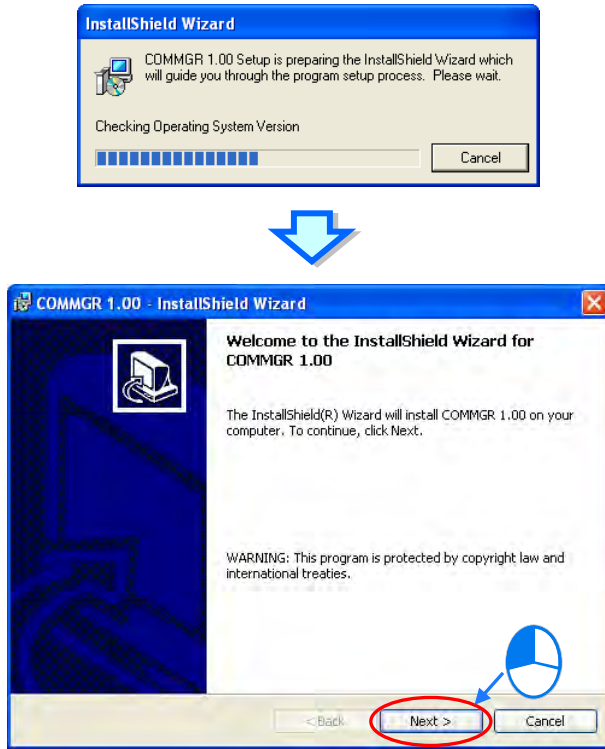 InstallShield Wizard
COMMGR 1.00 Setup is preparing the InstallShield Wizard which
will guide you through the program setup process. Please wait.
Checking Operating System Version
Cancel
COMMGR 1.00 - InstallShield Wizard
Welcome to the InstallShield Wizard for
COMMGR 1.00
The InstallShield(R) Wizard will install COMMGR 1.00 on your
computer. To continue, click Next.
WARNING: This program is protected by copyright law and
international treaties.
< Back
Next >
Cancel